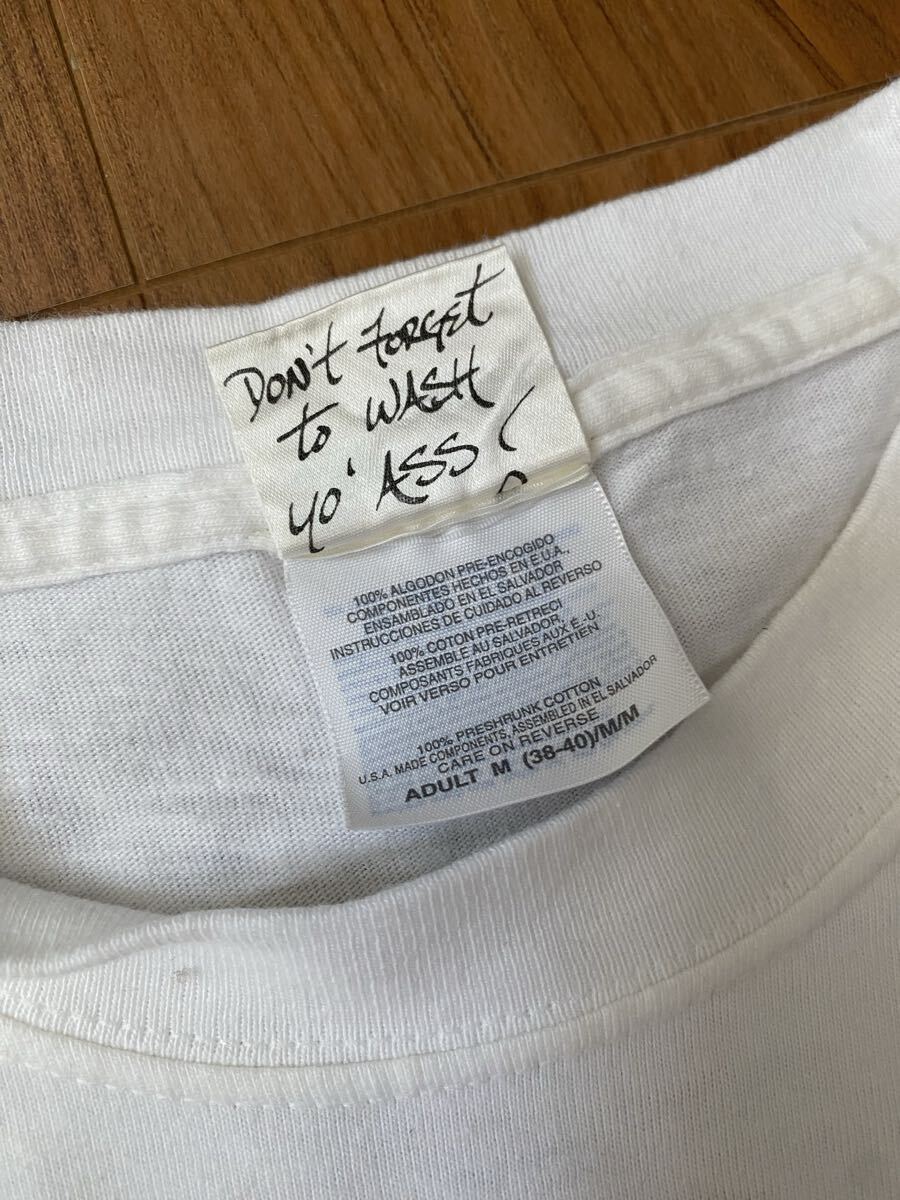 DON't FORGEt
to WASH
yo' ASS!
100% ALGODON PRE-ENCOGIDO
COMPONENTES HECHOS EN E.U.A.,
ENSAMBLADO EN EL SALVADOR
INSTRUCCIONES DE CUIDADO AL REVERSO
100% COTON PRE-RETRECI
ASSEMBLE AU SALVADOR,
COMPOSANTS FABRIQUES AUX É.-U.
VOIR VERSO POUR ENTRETIEN
100% PRESHRUNK COTTON
U.S.A. MADE COMPONENTS, ASSEMBLED IN EL SALVADOR
CARE ON REVERSE
ADULT M (38-40)/M/M